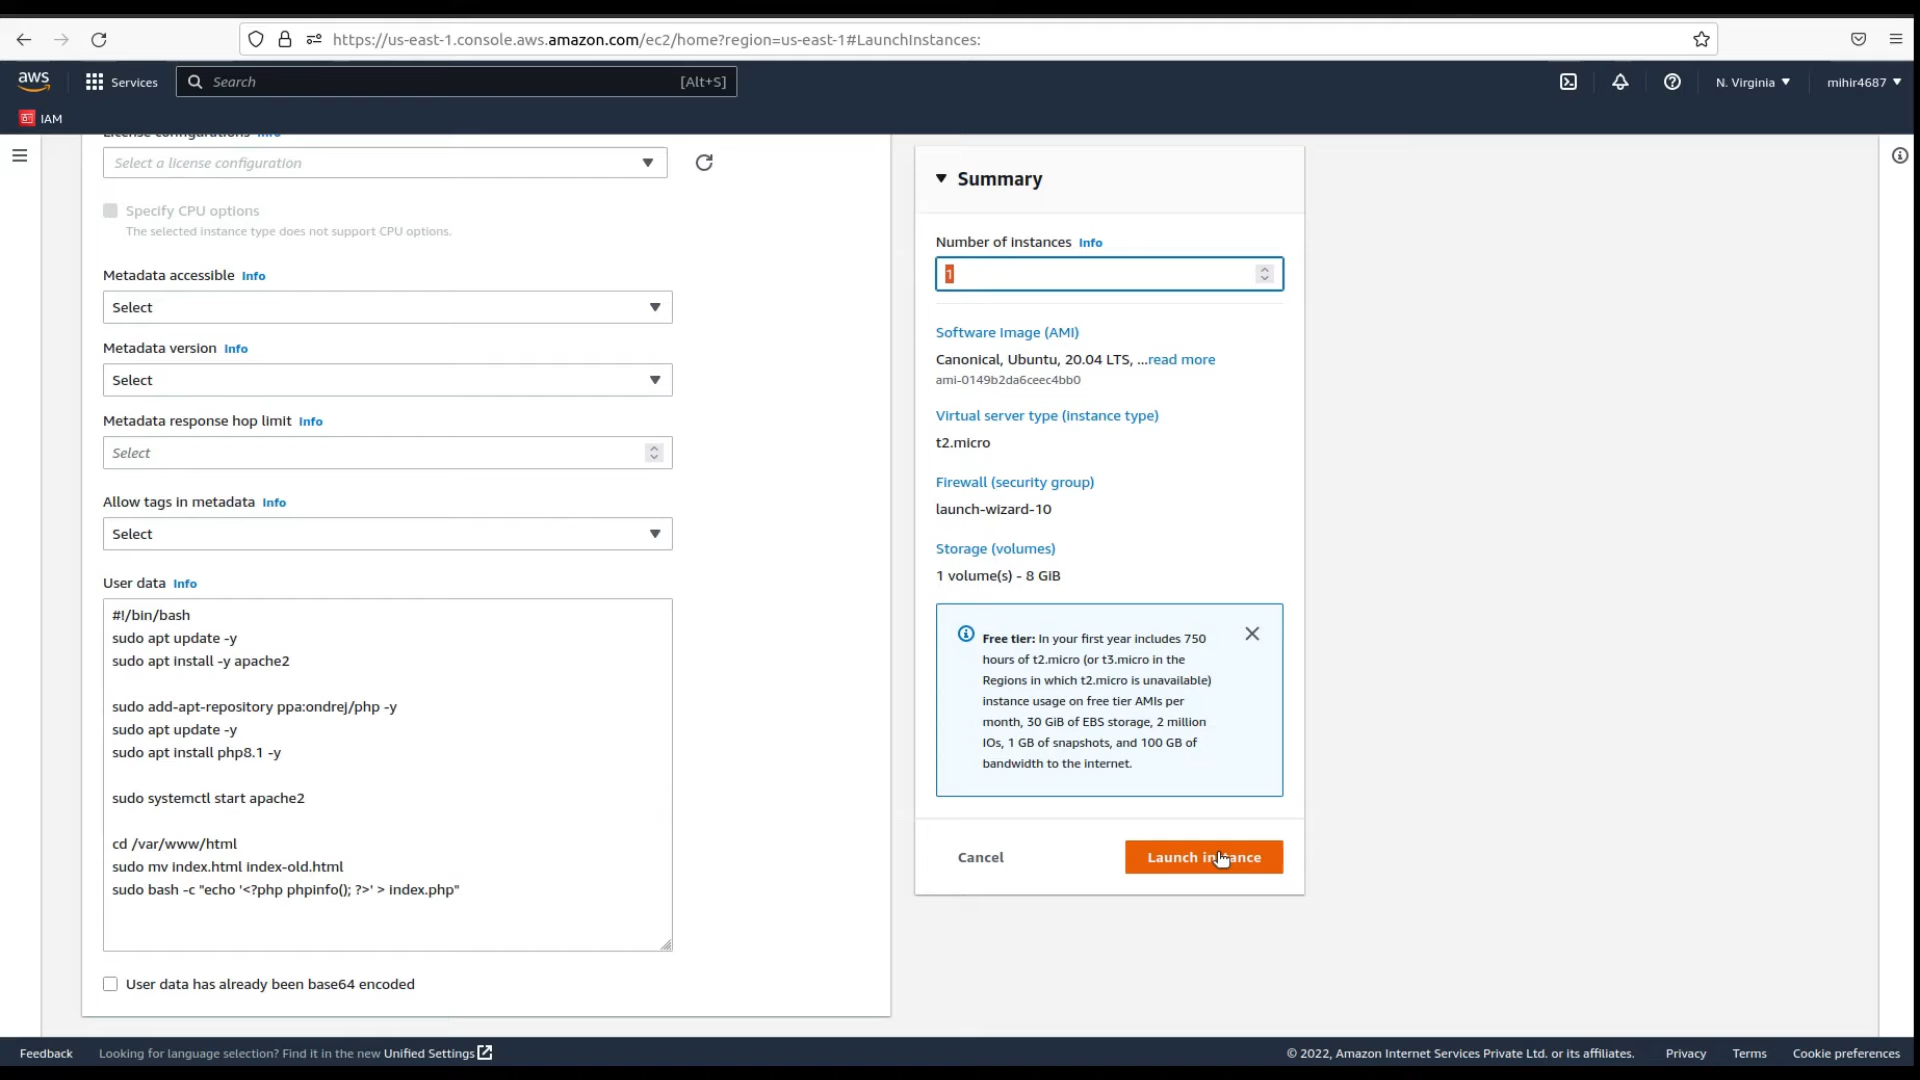 https://us-east-1.console.aws.amazon.com/ec2/home?region=us-east-1#LaunchInstances:
aws
Services
Search
[Alt+S]
N. Virginia
mihir4687
IAM
License configurations Info
Select a license configuration
Specify CPU options
The selected instance type does not support CPU options.
Metadata accessible Info
Select
Metadata version Info
Select
Metadata response hop limit Info
Select
Allow tags in metadata Info
Select
User data Info
#!/bin/bash
sudo apt update -y
sudo apt install -y apache2
sudo add-apt-repository ppa:ondrej/php -y
sudo apt update -y
sudo apt install php8.1 -y
sudo systemctl start apache2
cd /var/www/html
sudo mv index.html index-old.html
sudo bash -c "echo '<?php phpinfo(); ?>' > index.php"
User data has already been base64 encoded
Summary
Number of instances Info
1
Software Image (AMI)
Canonical, Ubuntu, 20.04 LTS, ...read more
ami-0149b2da6ceec4bb0
Virtual server type (instance type)
t2.micro
Firewall (security group)
launch-wizard-10
Storage (volumes)
1 volume(s) - 8 GiB
Free tier: In your first year includes 750
hours of t2.micro (or t3.micro in the
Regions in which t2.micro is unavailable)
instance usage on free tier AMIs per
month, 30 GiB of EBS storage, 2 million
IOs, 1 GB of snapshots, and 100 GB of
bandwidth to the internet.
Cancel
Launch instance
Feedback
Looking for language selection? Find it in the new Unified Settings
© 2022, Amazon Internet Services Private Ltd. or its affiliates.
Privacy
Terms
Cookie preferences